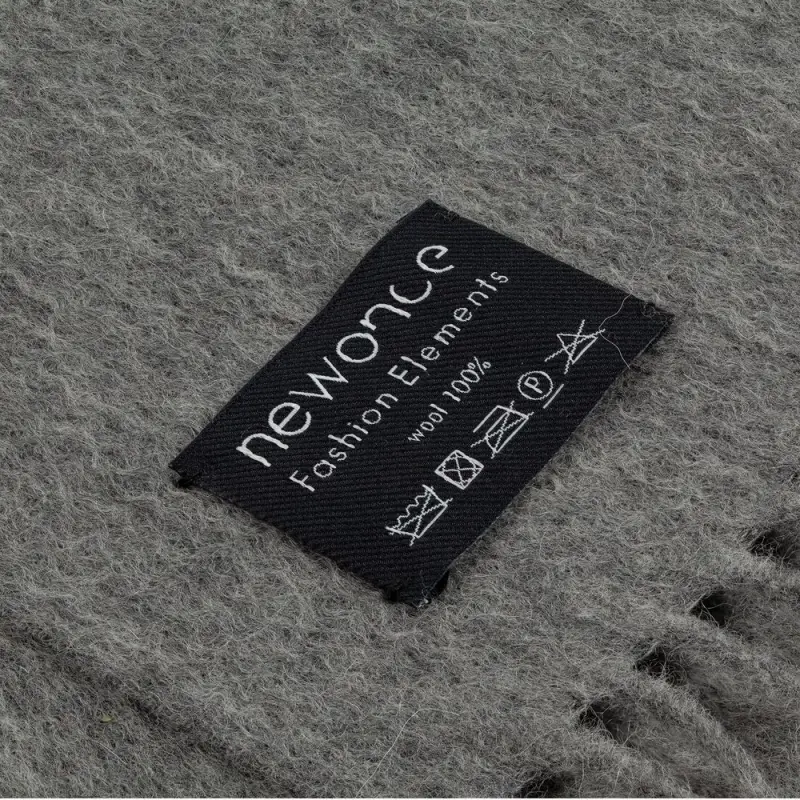 newonce
Fashion Elements
wool 100%
P